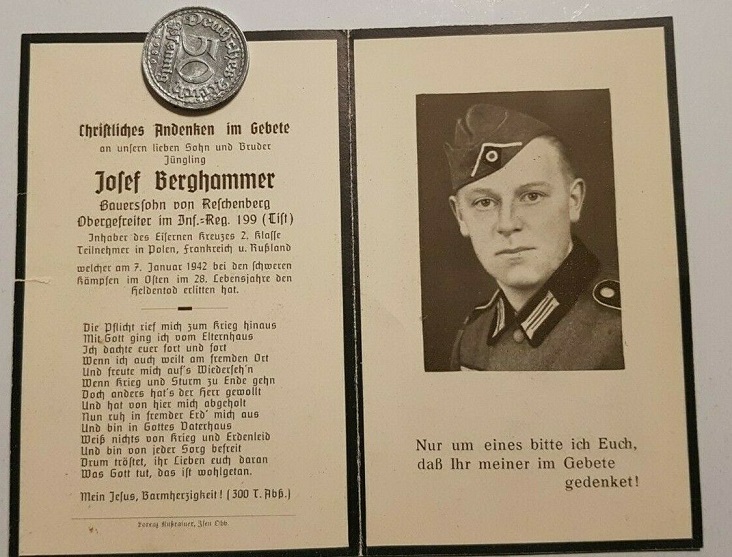 Deutsches
50
Christliches Andenken im Gebete
an unsern lieben Sohn und Bruder
Jüngling
Josef Berghammer
Bauerssohn von Reschenberg
Obergefreiter im Inf.-Reg. 199 (List)
Inhaber des Eisernen Kreuzes 2. Klasse
Teilnehmer in Polen, Frankreich u. Rußland
welcher am 7. Januar 1942 bei den schweren
Kämpfen im Osten im 28. Lebensjahre den
Heldentod erlitten hat.
Die Pflicht rief mich zum Krieg hinaus
Mit Gott ging ich vom Elternhaus
Ich dachte euer fort und fort
Wenn ich auch weilt am fremden Ort
Und freute mich auf's Wiederseh'n
Wenn Krieg und Sturm zu Ende gehn
Doch anders hat's der Herr gewollt
Und hat von hier mich abgeholt
Nun ruh in fremder Erd' mich aus
Und bin in Gottes Vaterhaus
Weiß nichts von Krieg und Erdenleid
Und bin von jeder Sorg befreit
Drum tröstet, ihr Lieben euch daran
Was Gott tut, das ist wohlgetan.
Mein Jesus, Barmherzigkeit! (300 T. Abß.)
Isen Obb.
Nur um eines bitte ich Euch,
daß Ihr meiner im Gebete
gedenket!